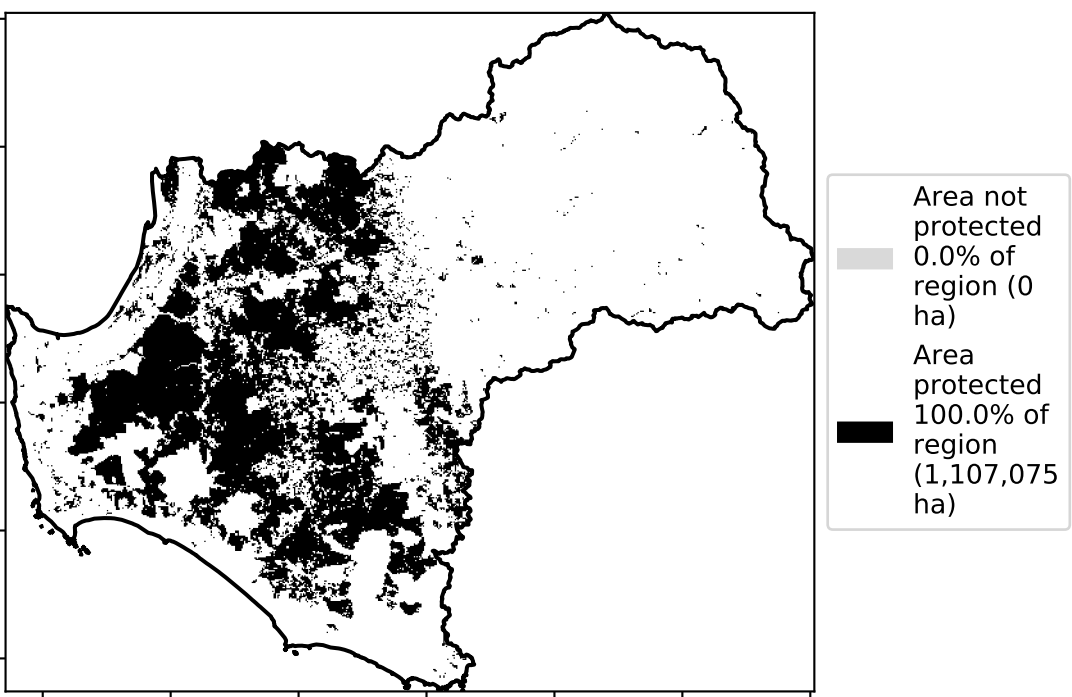 Area not
protected
0.0% of
region (0
ha)
Area
protected
100.0% of
region
(1,107,075
ha)